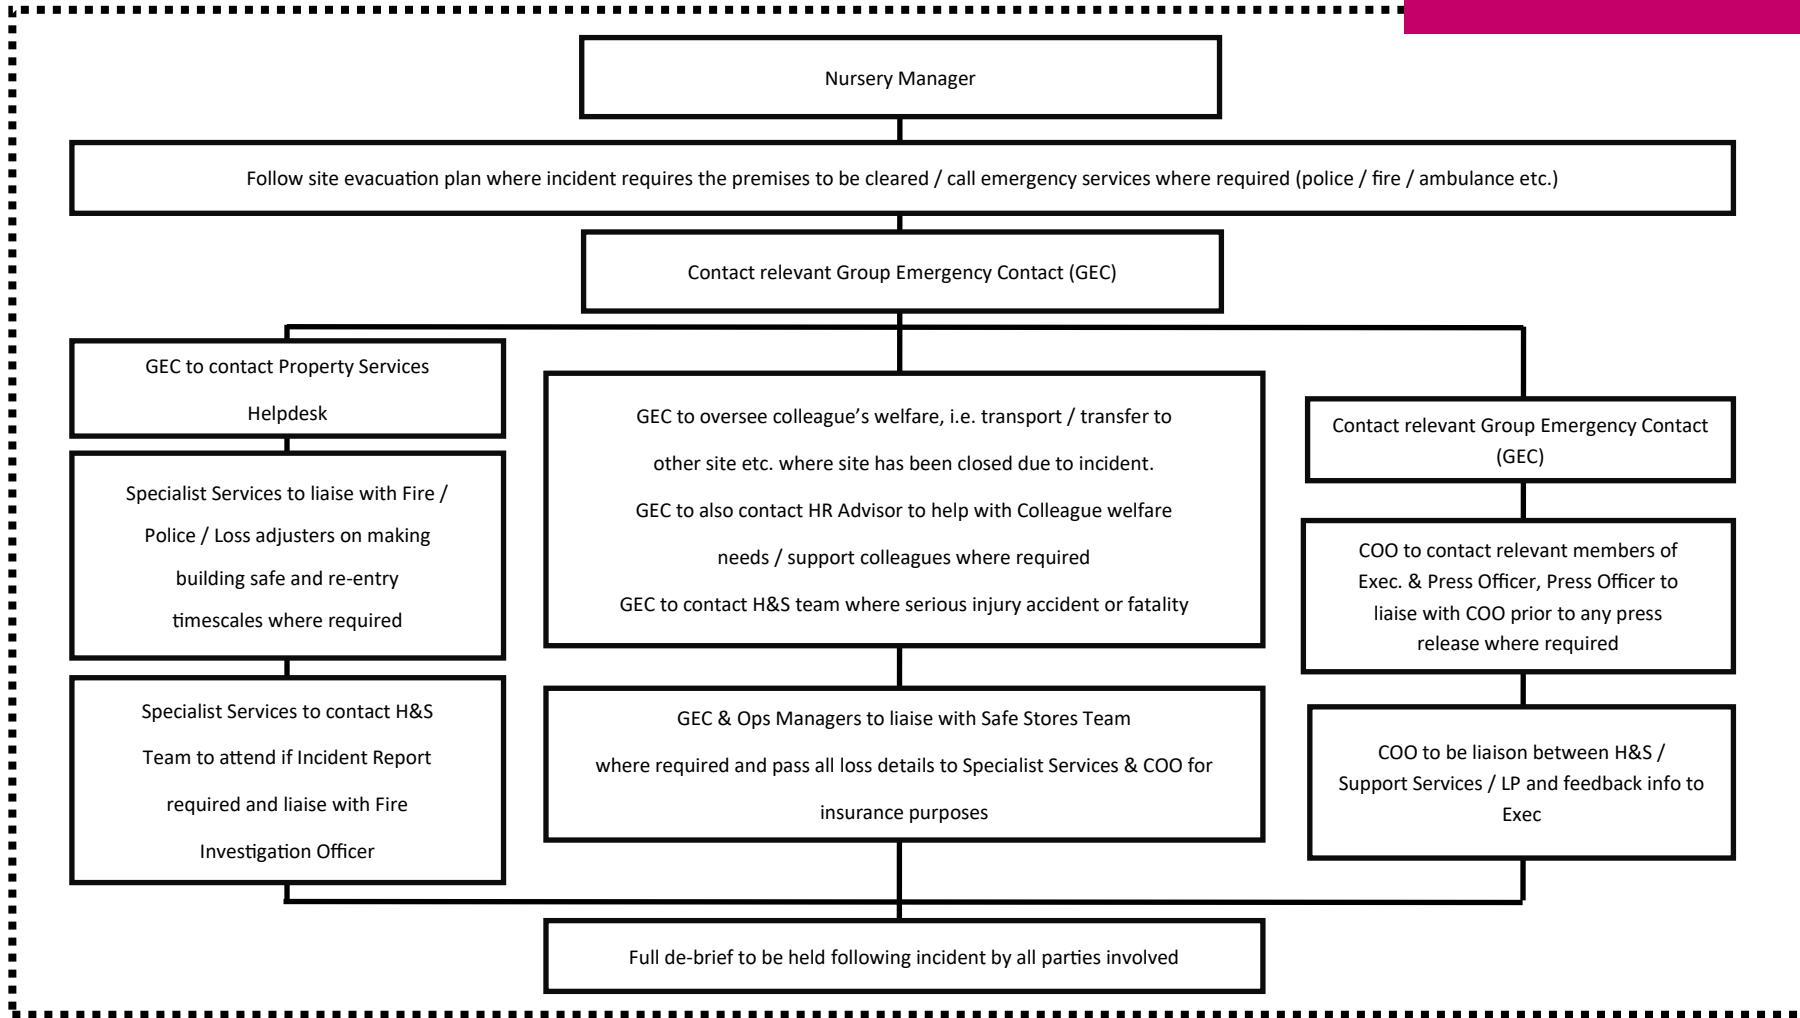 Nursery Manager
Follow site evacuation plan where incident requires the premises to be cleared / call emergency services where required (police / fire / ambulance etc.)
Contact relevant Group Emergency Contact (GEC)
GEC to contact Property Services
Helpdesk
Specialist Services to liaise with Fire /
Police / Loss adjusters on making
building safe and re-entry
timescales where required
Specialist Services to contact H&S
Team to attend if Incident Report
required and liaise with Fire
Investigation Officer
GEC to oversee colleague’s welfare, i.e. transport / transfer to
other site etc. where site has been closed due to incident.
GEC to also contact HR Advisor to help with Colleague welfare
needs / support colleagues where required
GEC to contact H&S team where serious injury accident or fatality
GEC & Ops Managers to liaise with Safe Stores Team
where required and pass all loss details to Specialist Services & COO for
insurance purposes
Contact relevant Group Emergency Contact
(GEC)
COO to contact relevant members of
Exec. & Press Officer, Press Officer to
liaise with COO prior to any press
release where required
COO to be liaison between H&S /
Support Services / LP and feedback info to
Exec
Full de-brief to be held following incident by all parties involved